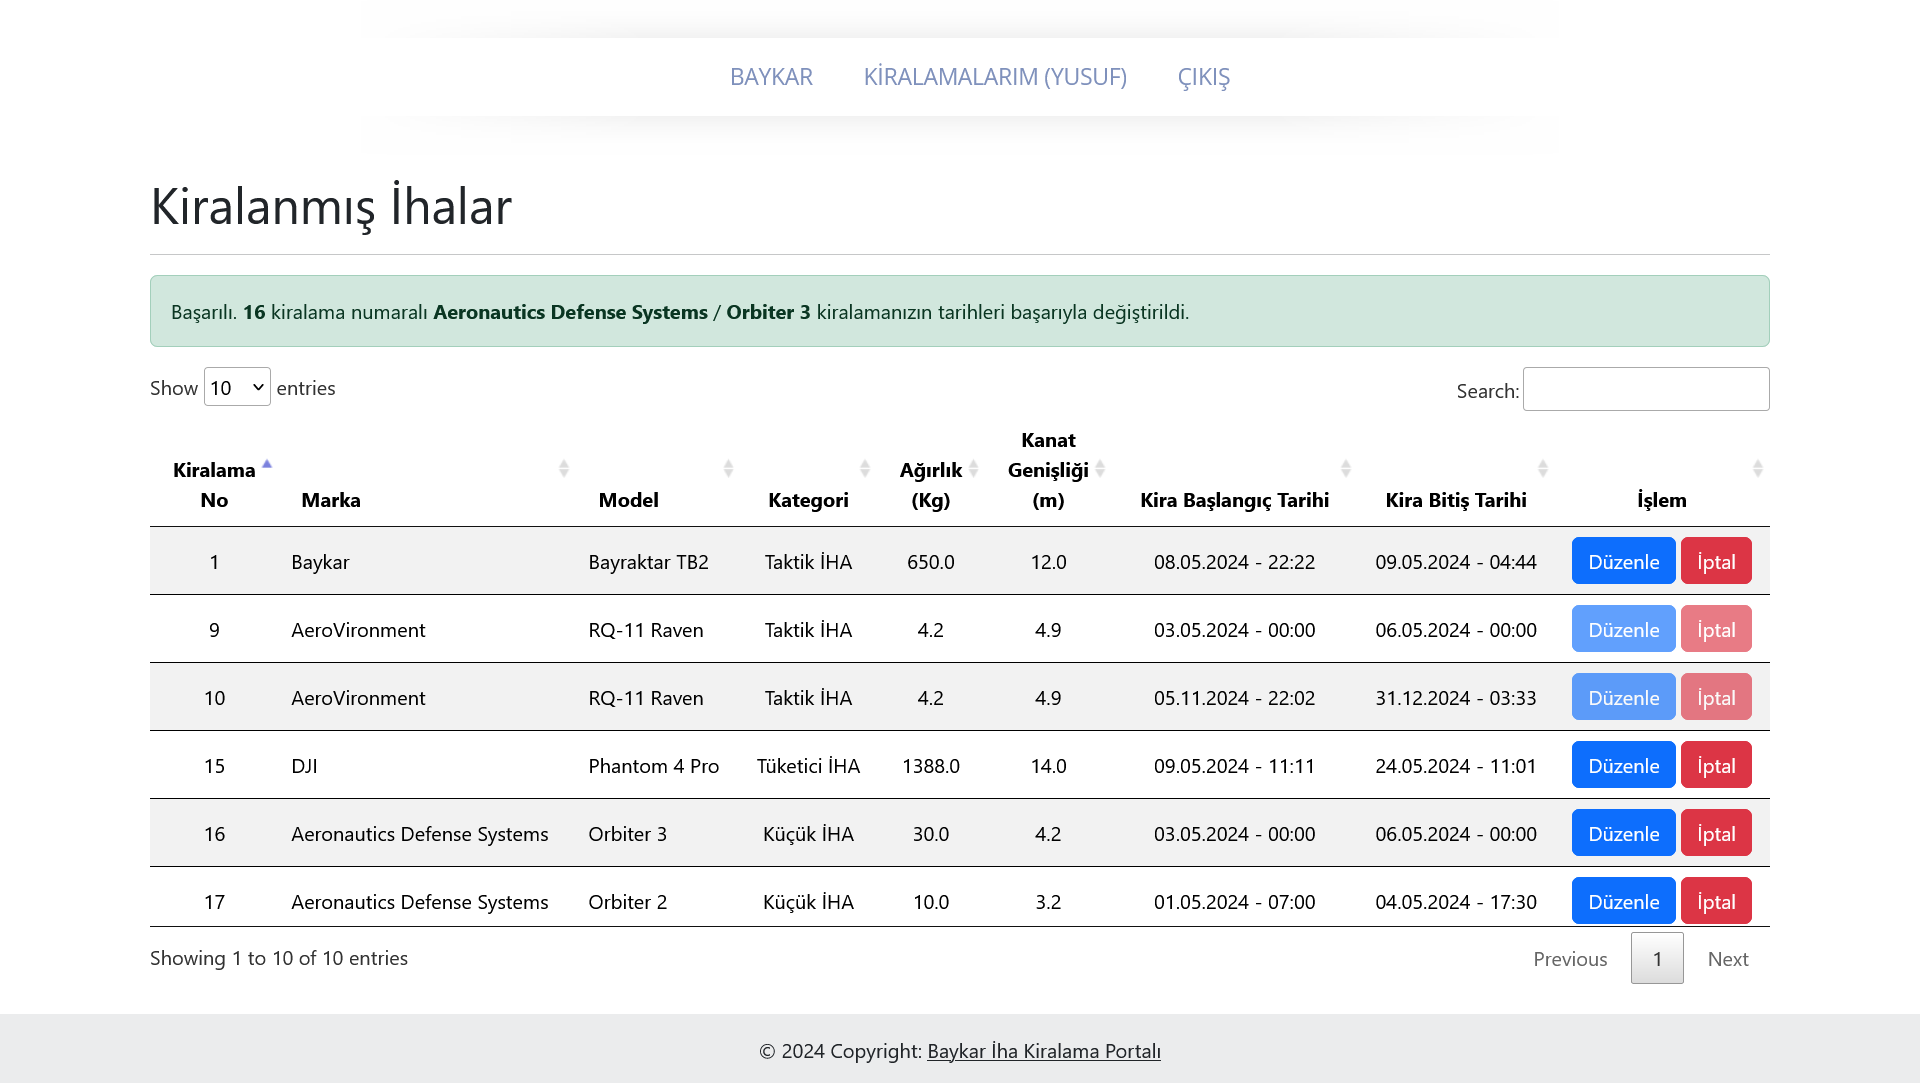 BAYKAR KİRALAMALARIM (YUSUF) ÇIKIŞ
Kiralanmış İhalar
Başarılı. 16 kiralama numaralı Aeronautics Defense Systems / Orbiter 3 kiralamanızın tarihleri başarıyla değiştirildi.
Show 10 entries Search:
Kiralama No Marka Model Kategori Ağırlık (Kg) Kanat Genişliği (m) Kira Başlangıç Tarihi Kira Bitiş Tarihi İşlem
1 Baykar Bayraktar TB2 Taktik İHA 650.0 12.0 08.05.2024 - 22:22 09.05.2024 - 04:44 Düzenle İptal
9 AeroVironment RQ-11 Raven Taktik İHA 4.2 4.9 03.05.2024 - 00:00 06.05.2024 - 00:00 Düzenle İptal
10 AeroVironment RQ-11 Raven Taktik İHA 4.2 4.9 05.11.2024 - 22:02 31.12.2024 - 03:33 Düzenle İptal
15 DJI Phantom 4 Pro Tüketici İHA 1388.0 14.0 09.05.2024 - 11:11 24.05.2024 - 11:01 Düzenle İptal
16 Aeronautics Defense Systems Orbiter 3 Küçük İHA 30.0 4.2 03.05.2024 - 00:00 06.05.2024 - 00:00 Düzenle İptal
17 Aeronautics Defense Systems Orbiter 2 Küçük İHA 10.0 3.2 01.05.2024 - 07:00 04.05.2024 - 17:30 Düzenle İptal
Showing 1 to 10 of 10 entries Previous 1 Next
© 2024 Copyright: Baykar İha Kiralama Portalı